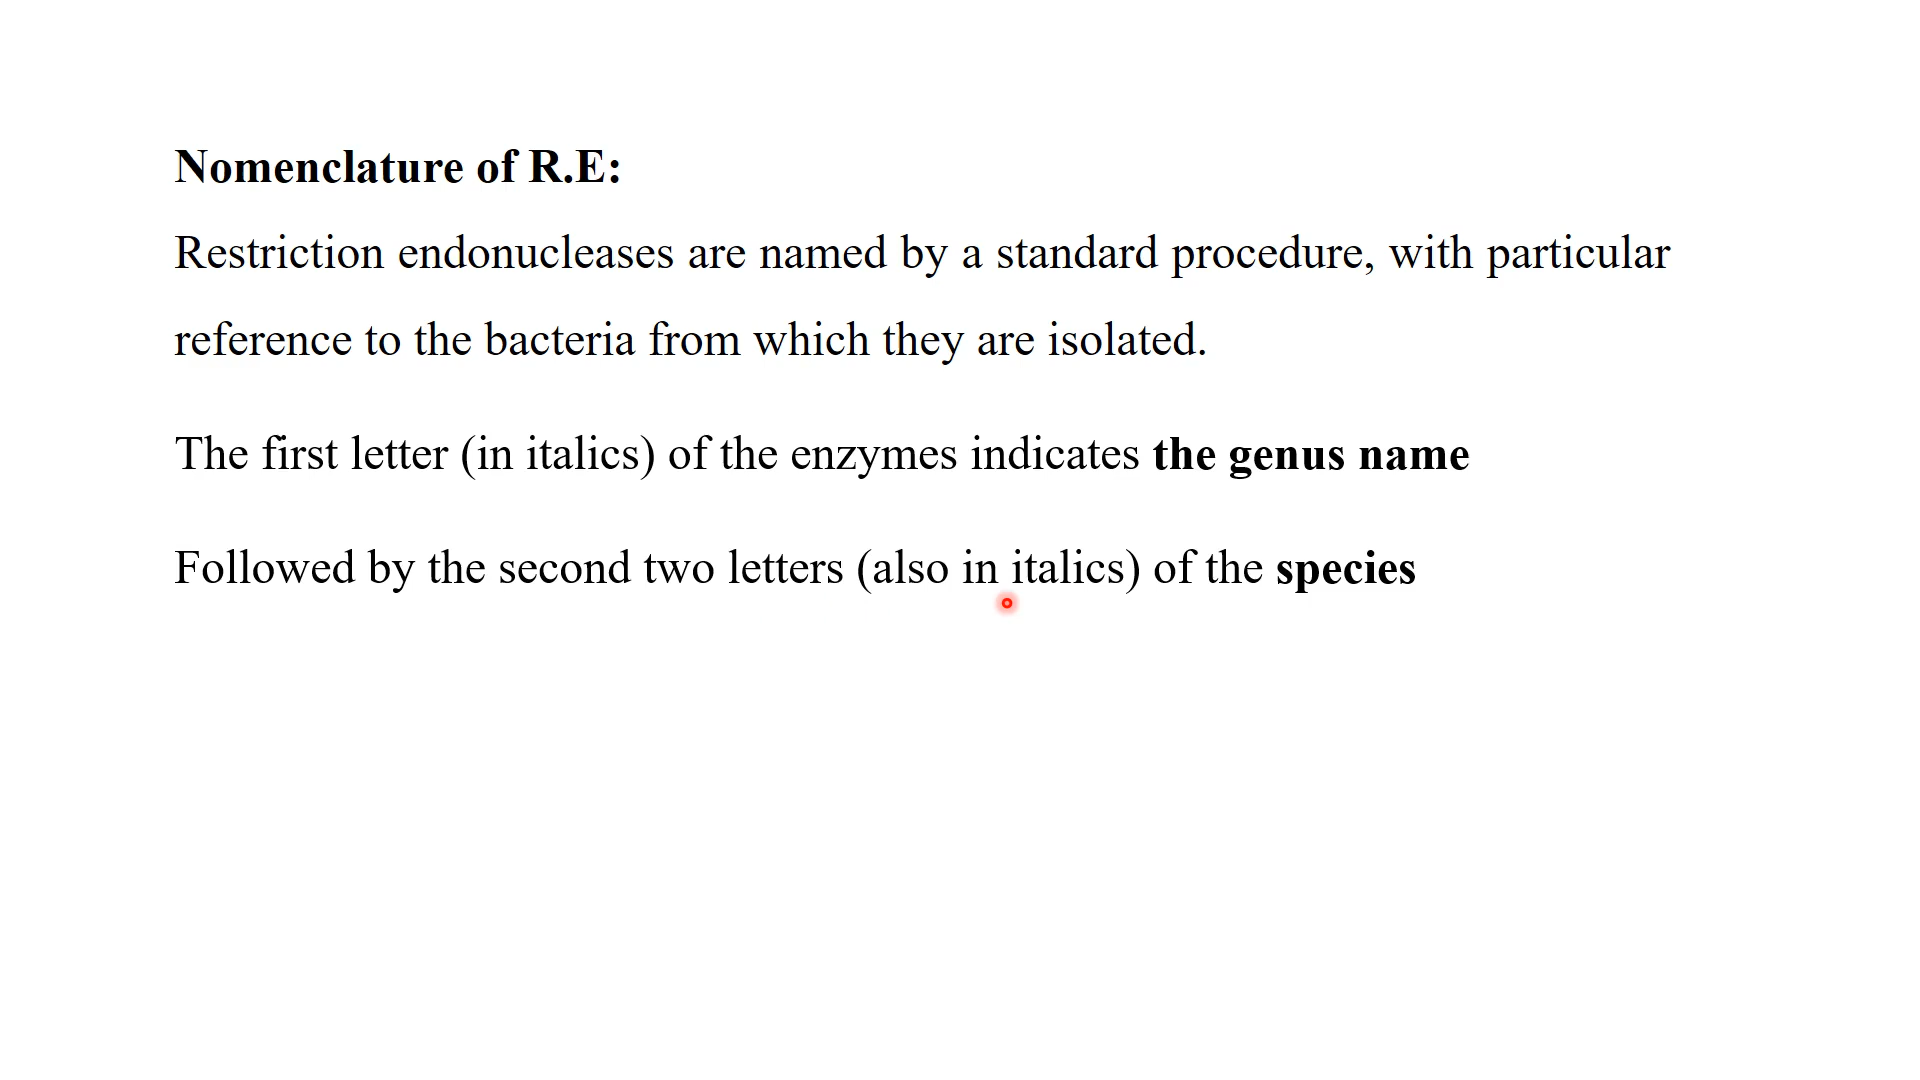 Nomenclature of R.E:
Restriction endonucleases are named by a standard procedure, with particular
reference to the bacteria from which they are isolated.
The first letter (in italics) of the enzymes indicates the genus name
Followed by the second two letters (also in italics) of the species